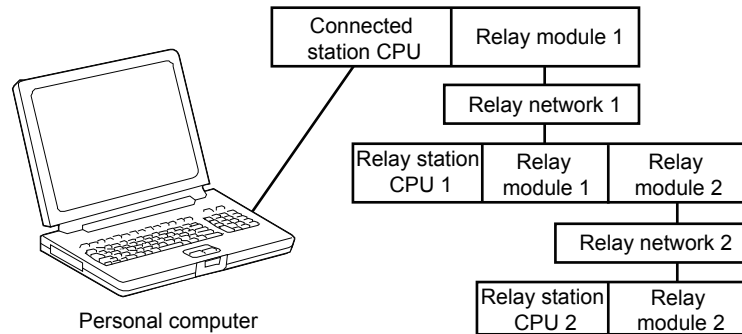 Connected
station CPU
Relay module 1
Relay network 1
Relay station
CPU 1
Relay
module 1
Relay
module 2
Relay network 2
Relay station
CPU 2
Relay
module 2
Personal computer